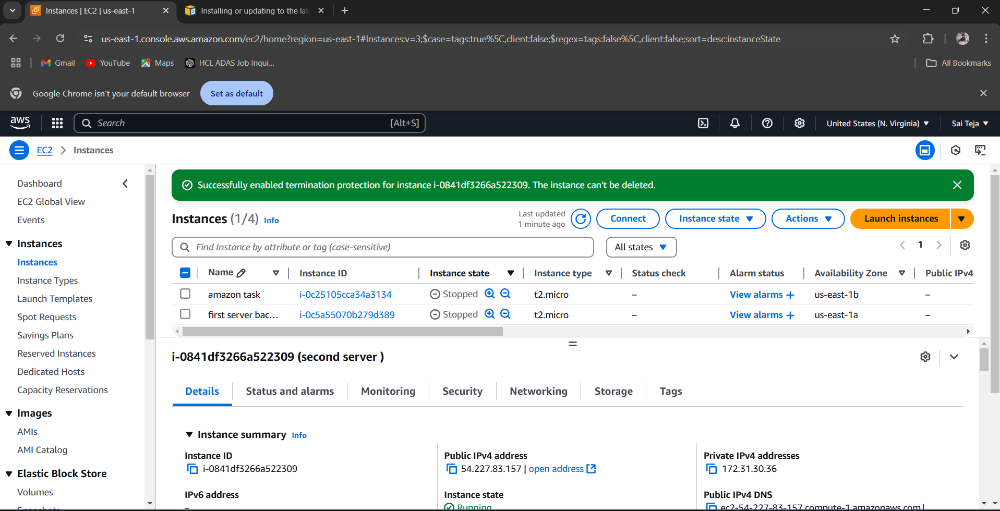 Instances | EC2 | us-east-1
Installing or updating to the lat
us-east-1.console.aws.amazon.com/ec2/home?region=us-east-1#Instances:v=3;$case=tags:true%5C,client:false;$regex=tags:false%5C,client:false;sort=desc:instanceState
Gmail
YouTube
Maps
HCL ADAS Job Inqui...
All Bookmarks
Google Chrome isn't your default browser
Set as default
aws
Search
[Alt+S]
United States (N. Virginia)
Sai Teja
EC2
Instances
Dashboard
EC2 Global View
Events
Instances
Instances
Instance Types
Launch Templates
Spot Requests
Savings Plans
Reserved Instances
Dedicated Hosts
Capacity Reservations
Images
AMIs
AMI Catalog
Elastic Block Store
Volumes
Snapshots
Successfully enabled termination protection for instance i-0841df3266a522309. The instance can't be deleted.
Instances (1/4) Info
Last updated
1 minute ago
Connect
Instance state
Actions
Launch instances
Find Instance by attribute or tag (case-sensitive)
All states
1
Name Instance ID Instance state Instance type Status check Alarm status Availability Zone Public IPv4
amazon task i-0c25105cca34a3134 Stopped t2.micro – View alarms + us-east-1b –
first server bac... i-0c5a55070b279d389 Stopped t2.micro – View alarms + us-east-1a –
i-0841df3266a522309 (second server )
Details
Status and alarms
Monitoring
Security
Networking
Storage
Tags
Instance summary Info
Instance ID
i-0841df3266a522309
IPv6 address
–
Public IPv4 address
54.227.83.157 | open address
Instance state
Running
Private IPv4 addresses
172.31.30.36
Public IPv4 DNS
ec2-54-227-83-157.compute-1.amazonaws.com |